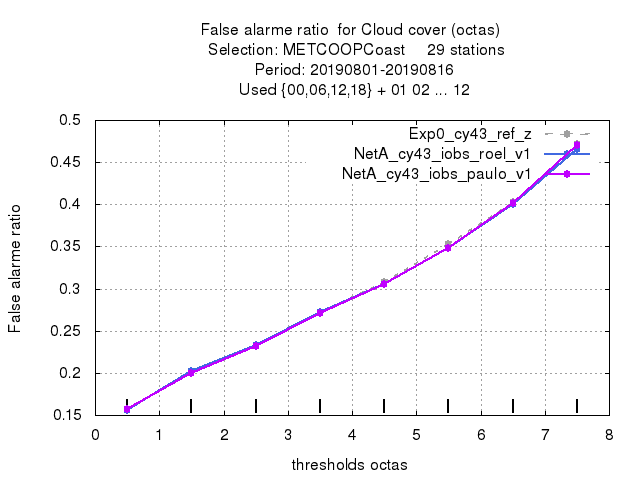 False alarme ratio  for Cloud cover (octas)
Selection: METCOOPCoast     29 stations
Period: 20190801-20190816
Used {00,06,12,18} + 01 02 ... 12
Exp0_cy43_ref_z
NetA_cy43_iobs_roel_v1
NetA_cy43_iobs_paulo_v1
False alarme ratio
0.5
0.45
0.4
0.35
0.3
0.25
0.2
0.15
0 1 2 3 4 5 6 7 8
thresholds octas